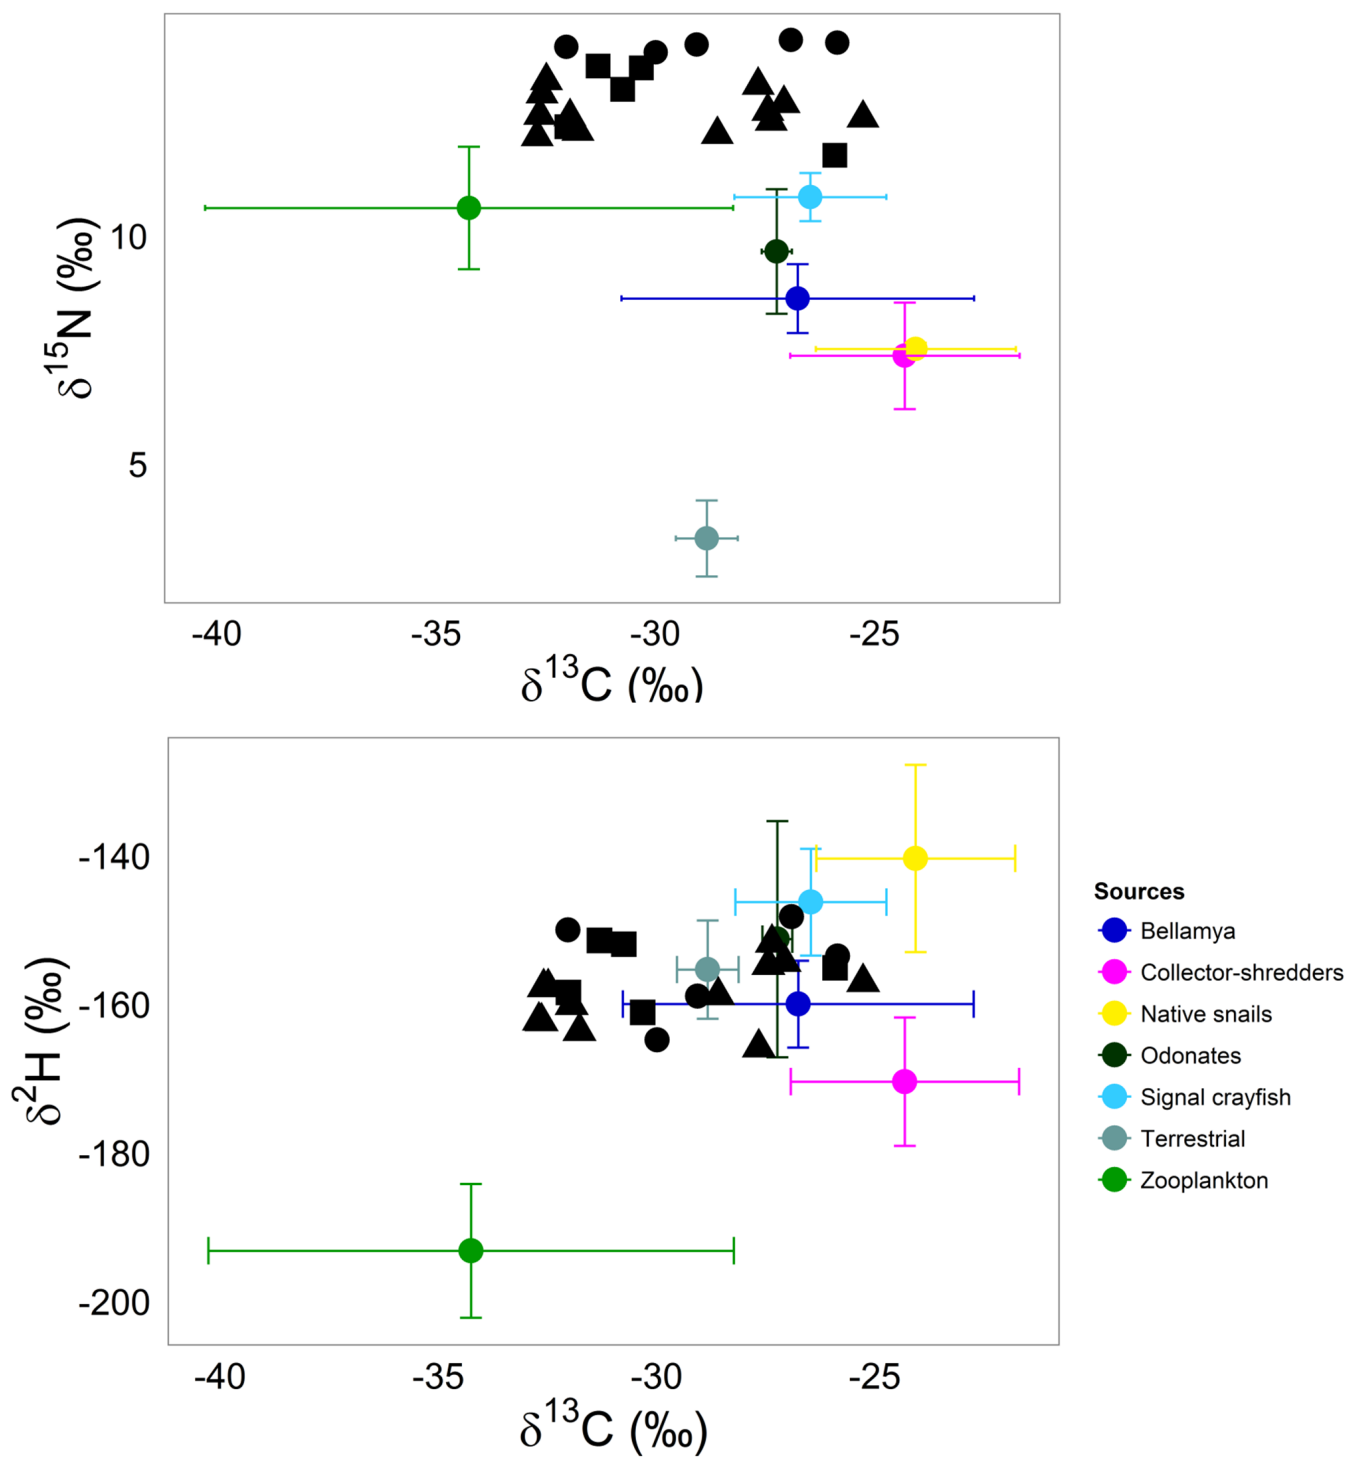 10
5
δ15N (‰)
-40 -35 -30 -25
δ13C (‰)
-140
-160
-180
-200
δ2H (‰)
-40 -35 -30 -25
δ13C (‰)
Sources
Bellamya
Collector-shredders
Native snails
Odonates
Signal crayfish
Terrestrial
Zooplankton